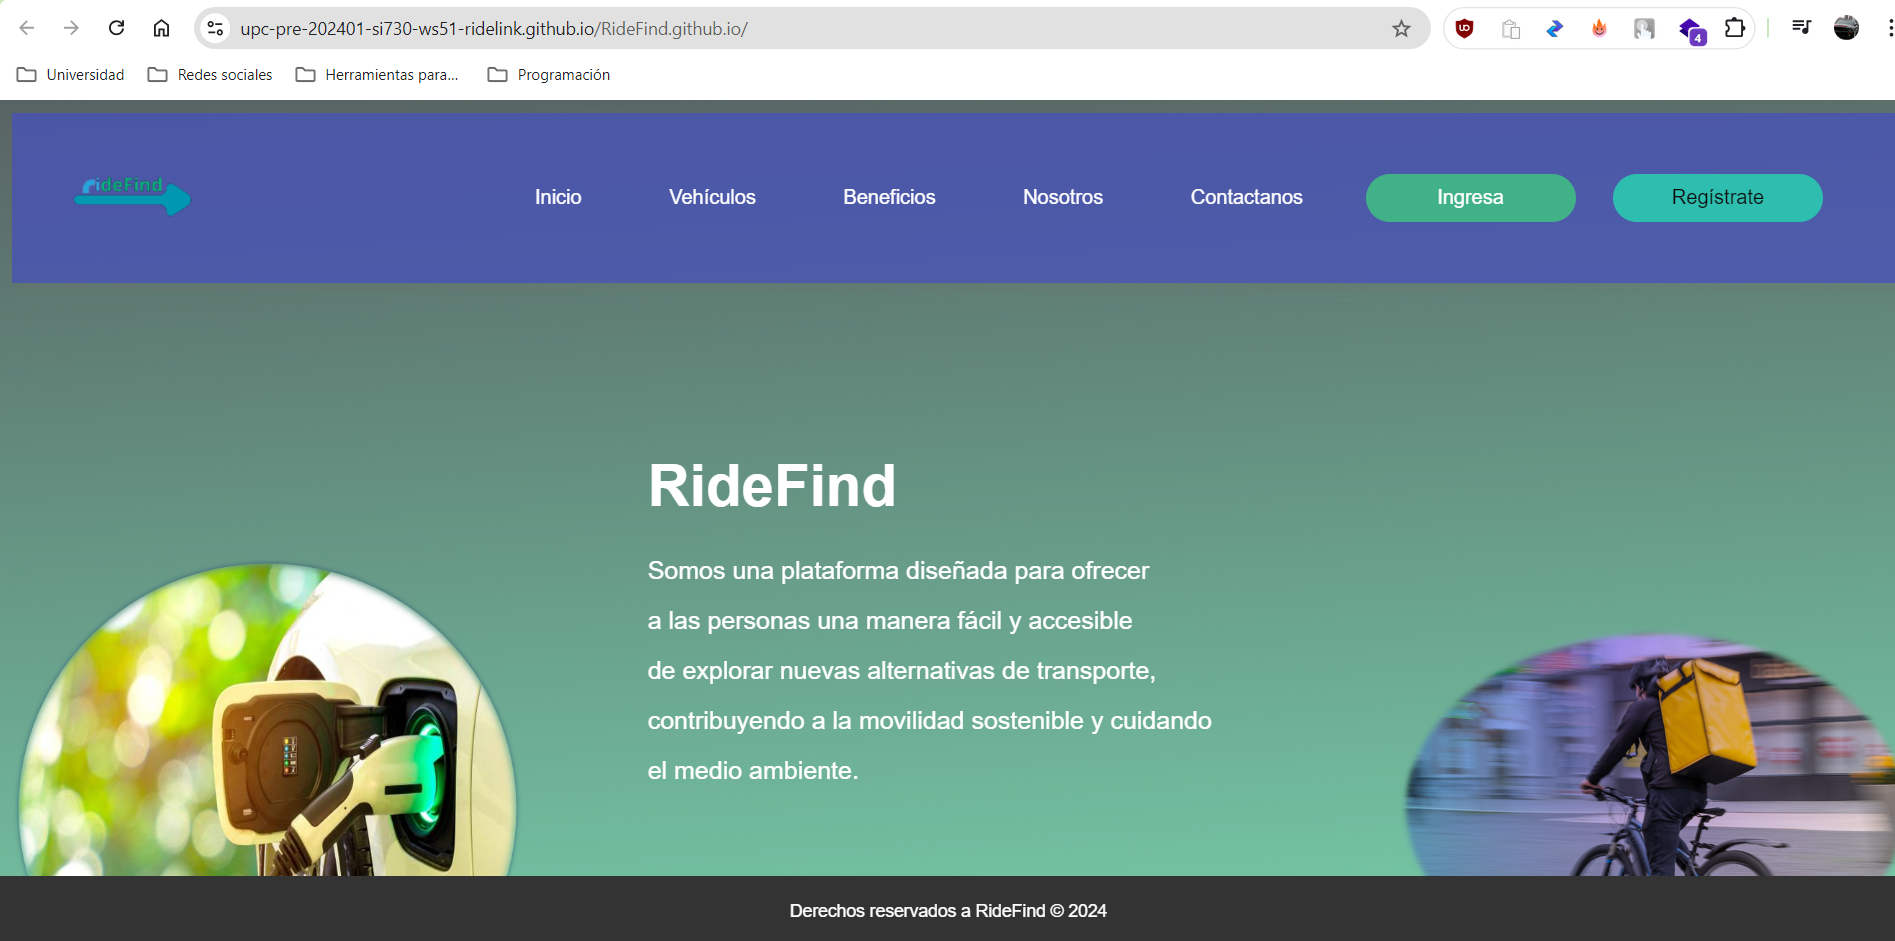 upc-pre-202401-si730-ws51-ridelink.github.io/RideFind.github.io/
4
Universidad
Redes sociales
Herramientas para...
Programación
rideFind
Inicio
Vehículos
Beneficios
Nosotros
Contactanos
Ingresa
Regístrate
RideFind
Somos una plataforma diseñada para ofrecer
a las personas una manera fácil y accesible
de explorar nuevas alternativas de transporte,
contribuyendo a la movilidad sostenible y cuidando
el medio ambiente.
Derechos reservados a RideFind © 2024